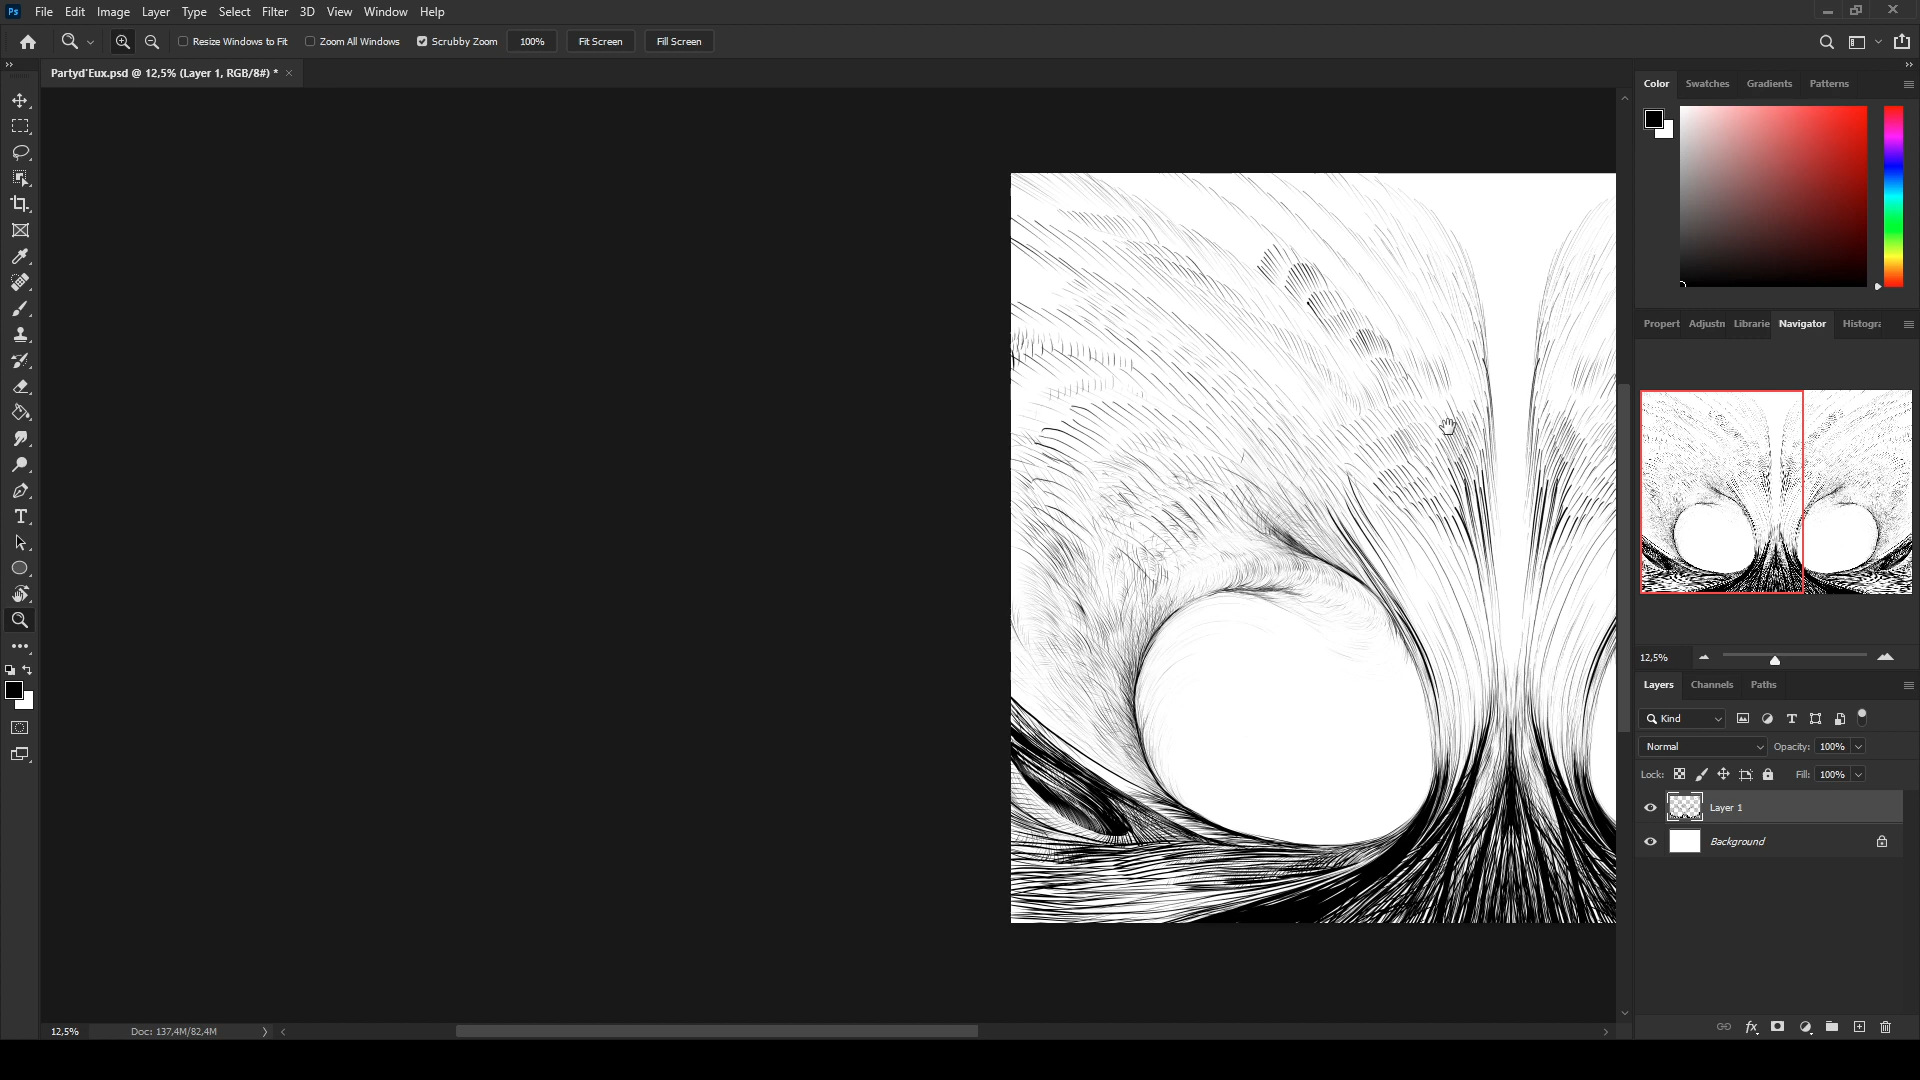 Ps File Edit Image Layer Type Select Filter 3D View Window Help
Resize Windows to Fit Zoom All Windows Scrubby Zoom 100% Fit Screen Fill Screen
Partyd'Eux.psd @ 12,5% (Layer 1, RGB/8#) *
Color Swatches Gradients Patterns
Propert Adjustn Librarie Navigator Histogra
12,5%
Layers Channels Paths
Kind
Normal Opacity: 100%
Lock: Fill: 100%
Layer 1
Background
12,5% Doc: 137,4M/82,4M